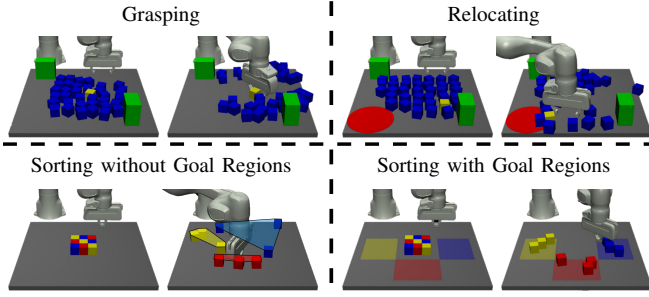 Grasping
Relocating
Sorting without Goal Regions
Sorting with Goal Regions